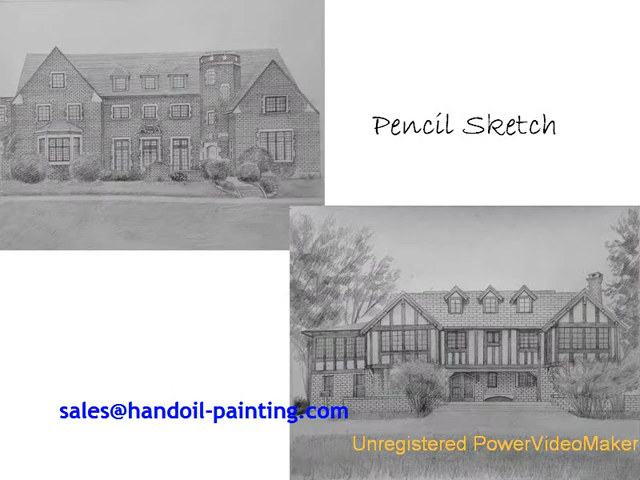 Pencil Sketch
sales@handoil-painting.com
Unregistered PowerVideoMaker